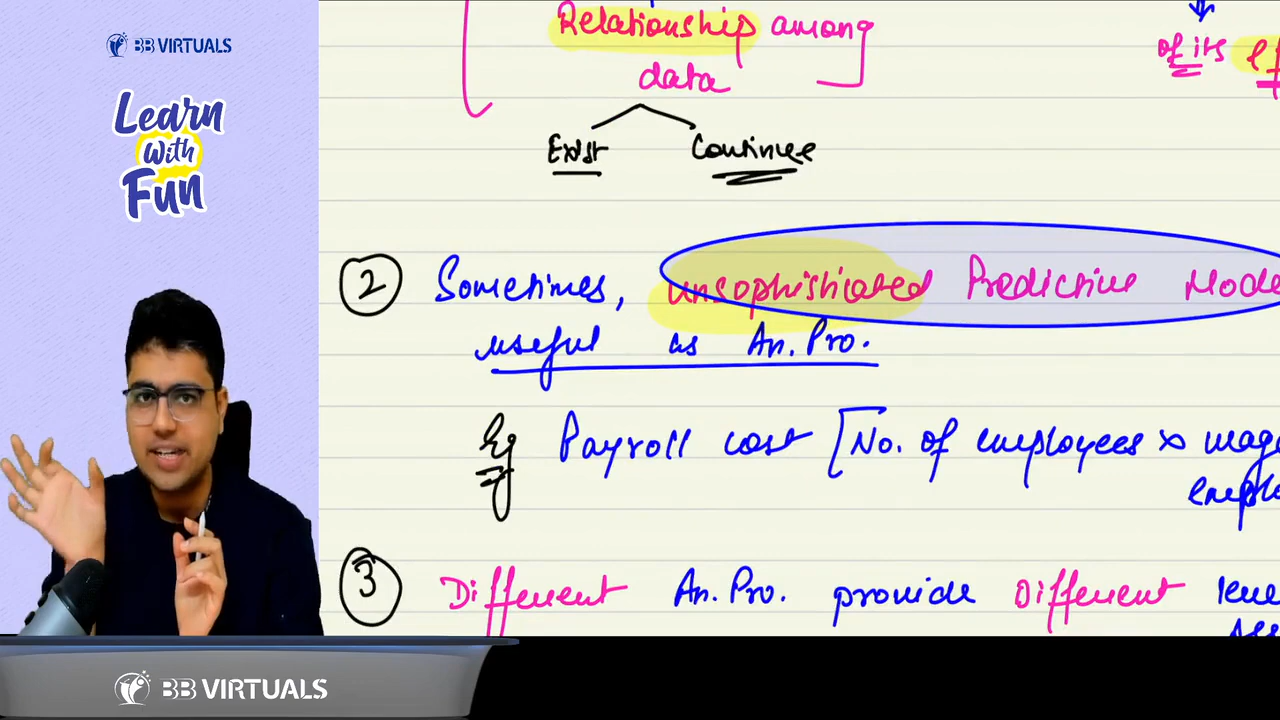 BB VIRTUALS
Learn
With
Fun
Relationship among
data
of its
Exist Continue
2 Sometimes, unsophisticated Predictive Mode
useful as An. Pro.
Eg Payroll cost [No. of employees × wage
emplo
3 Different An. Pro. provide Different
BB VIRTUALS